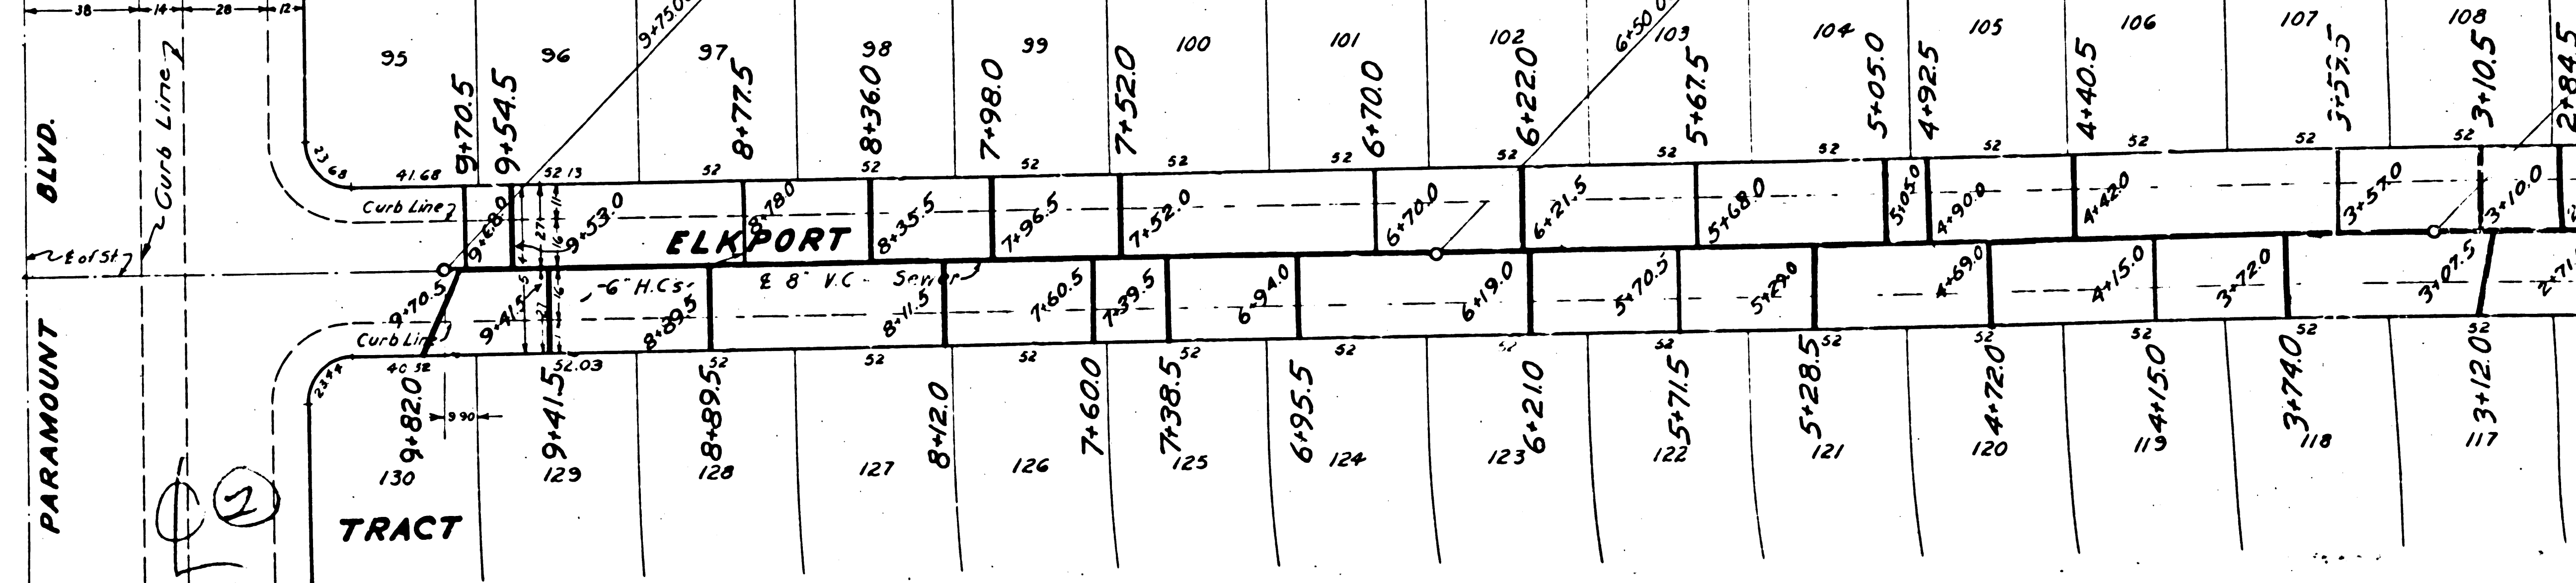 38 14 28 12
9+75.0
6+50.0
95 96 97 98 99 100 101 102 103 104 105 106 107 108
9+70.5 9+54.5 8+77.5 8+36.0 7+98.0 7+52.0 6+70.0 6+22.0 5+67.5 5+05.0 4+92.5 4+40.5 3+10.5 2+84.5
23 68 41.68 52 13 52 52 52 52 52 52 52 52 52 52 52 52
PARAMOUNT BLVD.
Curb Line
℄ of St.
Curb Line
9+68.0 9+53.0 8+78.0 8+35.5 7+96.5 7+52.0 6+70.0 6+21.5 5+68.0 5+05.0 4+90.0 4+42.0 3+57.0 3+10.0
27 11 16
ELKPORT
6" H.Cs. ℄ 8" V.C. Sewer
5 27 16
9+70.5 9+41.5 8+89.5 8+11.5 7+60.5 7+39.5 6+94.0 6+19.0 5+70.5 5+29.0 4+69.0 4+15.0 3+72.0 3+07.5
Curb Line
23.44 52.03 52 52 52 52 52 52 52 52 52 52 52 52
9.90
9+82.0 9+41.5 8+89.5 8+12.0 7+60.0 7+38.5 6+95.5 6+21.0 5+71.5 5+28.5 4+72.0 4+15.0 3+74.0 3+12.0
130 129 128 127 126 125 124 123 122 121 120 119 118 117
2
TRACT